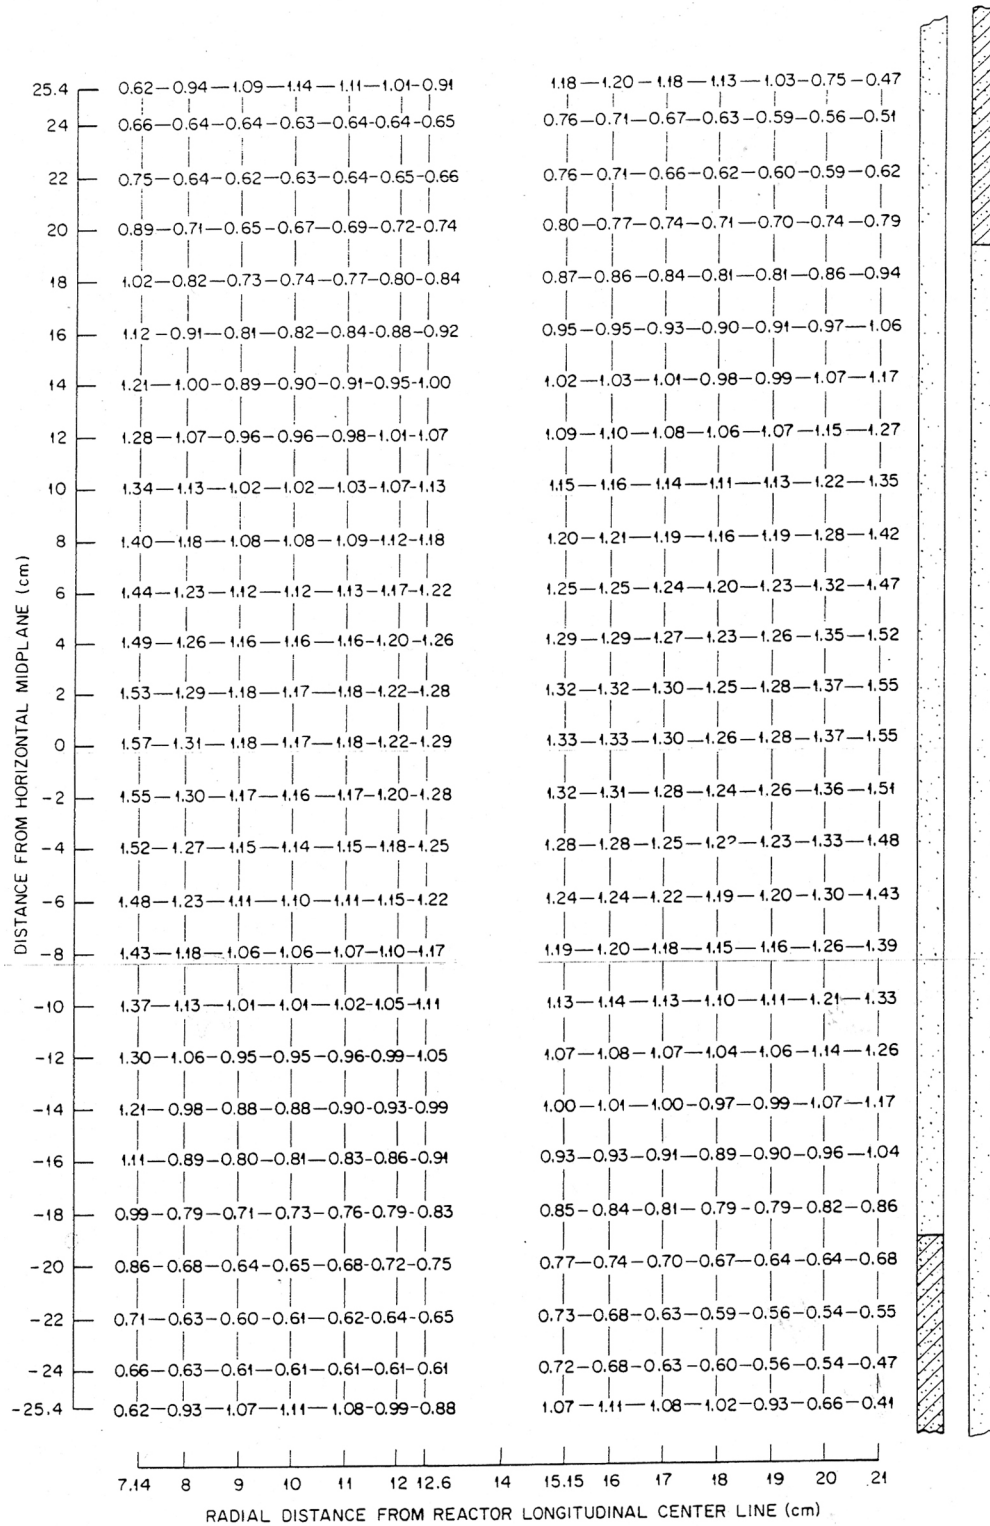 25.4 0.62—0.94—1.09—1.14—1.11—1.01-0.91 1.18—1.20—1.18—1.13—1.03-0.75-0.47
24 0.66—0.64-0.64-0.63-0.64-0.64-0.65 0.76-0.71-0.67-0.63-0.59-0.56-0.51
22 0.75—0.64-0.62-0.63-0.64-0.65-0.66 0.76-0.71-0.66-0.62-0.60-0.59-0.62
20 0.89-0.71-0.65-0.67-0.69-0.72-0.74 0.80-0.77-0.74-0.71-0.70-0.74-0.79
18 1.02-0.82-0.73-0.74-0.77-0.80-0.84 0.87-0.86-0.84-0.81-0.81-0.86-0.94
16 1.12-0.91-0.81-0.82-0.84-0.88-0.92 0.95-0.95-0.93-0.90-0.91-0.97-1.06
14 1.21-1.00-0.89-0.90-0.91-0.95-1.00 1.02-1.03-1.01-0.98-0.99-1.07-1.17
12 1.28-1.07-0.96-0.96-0.98-1.01-1.07 1.09-1.10-1.08-1.06-1.07-1.15-1.27
10 1.34-1.13-1.02-1.02-1.03-1.07-1.13 1.15-1.16-1.14-1.11-1.13-1.22-1.35
8 1.40-1.18-1.08-1.08-1.09-1.12-1.18 1.20-1.21-1.19-1.16-1.19-1.28-1.42
6 1.44-1.23-1.12-1.12-1.13-1.17-1.22 1.25-1.25-1.24-1.20-1.23-1.32-1.47
4 1.49-1.26-1.16-1.16-1.16-1.20-1.26 1.29-1.29-1.27-1.23-1.26-1.35-1.52
2 1.53-1.29-1.18-1.17-1.18-1.22-1.28 1.32-1.32-1.30-1.25-1.28-1.37-1.55
0 1.57-1.31-1.18-1.17-1.18-1.22-1.29 1.33-1.33-1.30-1.26-1.28-1.37-1.55
-2 1.55-1.30-1.17-1.16-1.17-1.20-1.28 1.32-1.31-1.28-1.24-1.26-1.36-1.51
-4 1.52-1.27-1.15-1.14-1.15-1.18-1.25 1.28-1.28-1.25-1.2?-1.23-1.33-1.48
-6 1.48-1.23-1.11-1.10-1.11-1.15-1.22 1.24-1.24-1.22-1.19-1.20-1.30-1.43
-8 1.43-1.18-1.06-1.06-1.07-1.10-1.17 1.19-1.20-1.18-1.15-1.16-1.26-1.39
-10 1.37-1.13-1.01-1.01-1.02-1.05-1.11 1.13-1.14-1.13-1.10-1.11-1.21-1.33
-12 1.30-1.06-0.95-0.95-0.96-0.99-1.05 1.07-1.08-1.07-1.04-1.06-1.14-1.26
-14 1.21-0.98-0.88-0.88-0.90-0.93-0.99 1.00-1.01-1.00-0.97-0.99-1.07-1.17
-16 1.11-0.89-0.80-0.81-0.83-0.86-0.91 0.93-0.93-0.91-0.89-0.90-0.96-1.04
-18 0.99-0.79-0.71-0.73-0.76-0.79-0.83 0.85-0.84-0.81-0.79-0.79-0.82-0.86
-20 0.86-0.68-0.64-0.65-0.68-0.72-0.75 0.77-0.74-0.70-0.67-0.64-0.64-0.68
-22 0.71-0.63-0.60-0.61-0.62-0.64-0.65 0.73-0.68-0.63-0.59-0.56-0.54-0.55
-24 0.66-0.63-0.61-0.61-0.61-0.61-0.61 0.72-0.68-0.63-0.60-0.56-0.54-0.47
-25.4 0.62-0.93-1.07-1.11-1.08-0.99-0.88 1.07-1.11-1.08-1.02-0.93-0.66-0.41
DISTANCE FROM HORIZONTAL MIDPLANE (cm)
7.14 8 9 10 11 12 12.6 14 15.15 16 17 18 19 20 21
RADIAL DISTANCE FROM REACTOR LONGITUDINAL CENTER LINE (cm)